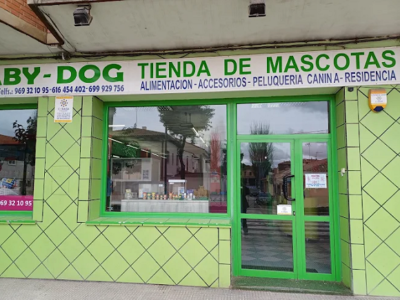 ABY-DOG TIENDA DE MASCOTAS
Telfs.: 969 32 10 95-616 454 402-699 929 756
ALIMENTACION-ACCESORIOS-PELUQUERIA CANINA-RESIDENCIA
969 32 10 95